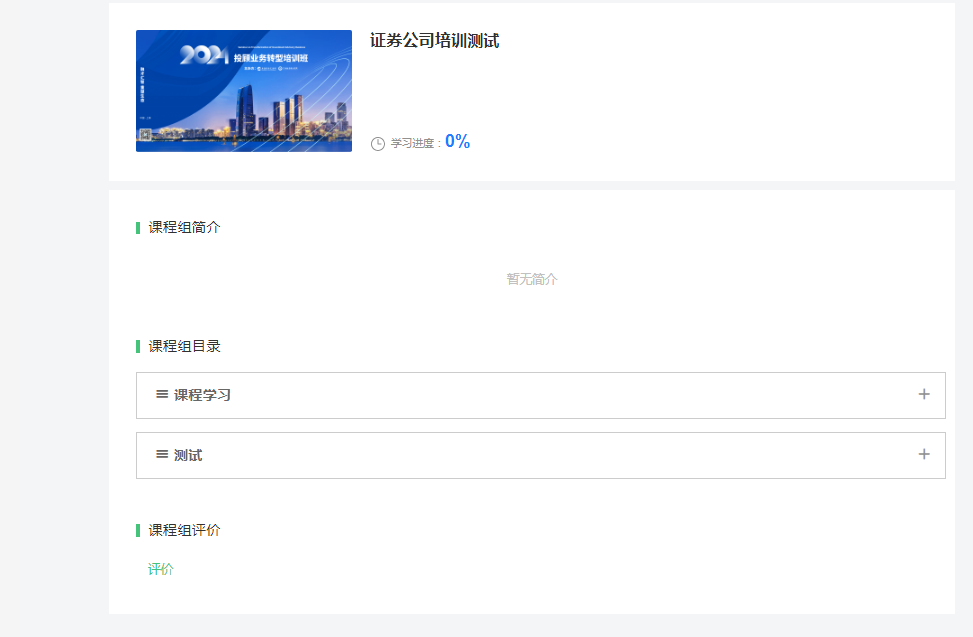 证券公司培训测试
2024
投顾业务转型培训班
学习进度：0%
课程组简介
暂无简介
课程组目录
课程学习
测试
课程组评价
评价